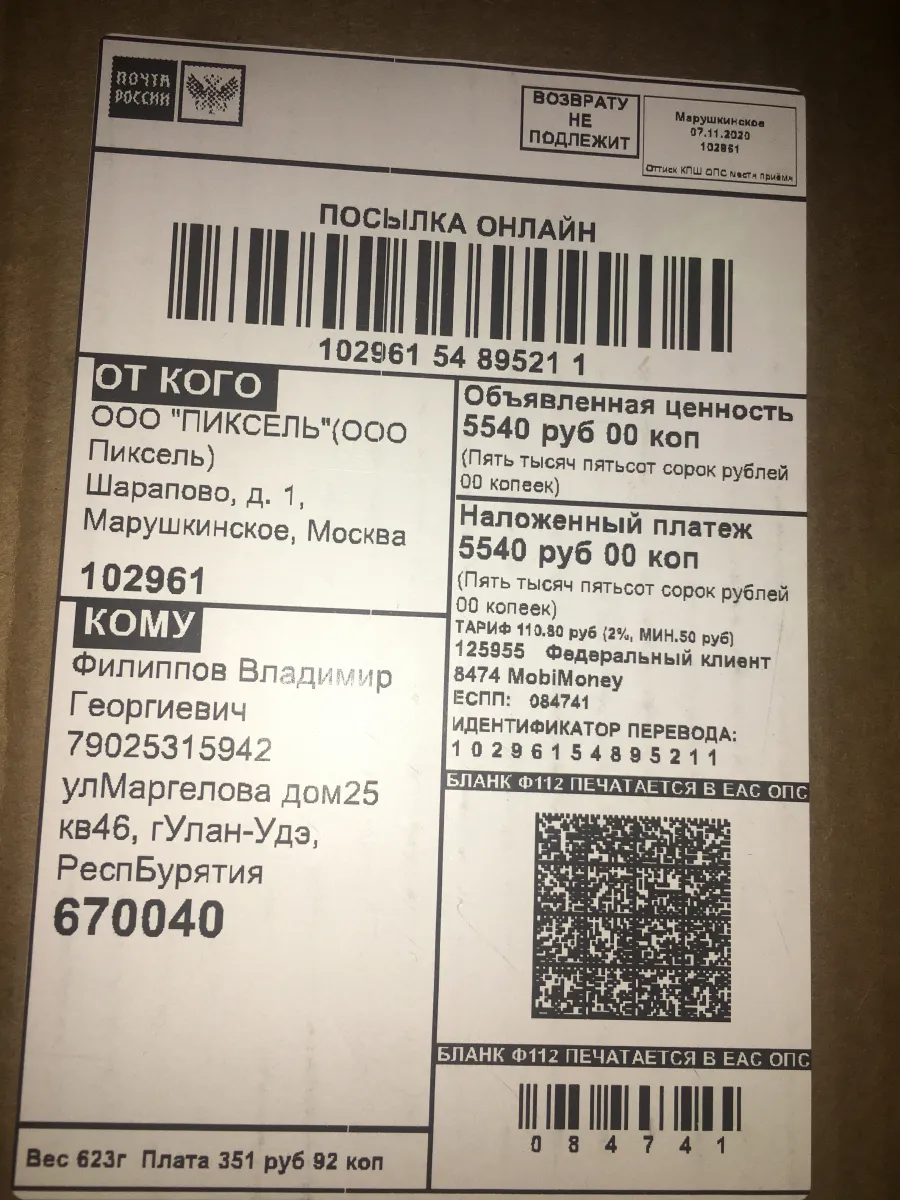 ПОЧТА
РОССИИ
ВОЗВРАТУ
НЕ
ПОДЛЕЖИТ
Марушкинское
07.11.2020
102961
Оттиск КПШ ОПС места приёма
ПОСЫЛКА ОНЛАЙН
102961 54 89521 1
ОТ КОГО
ООО "ПИКСЕЛЬ"(ООО
Пиксель)
Шарапово, д. 1,
Марушкинское, Москва
102961
КОМУ
Филиппов Владимир
Георгиевич
79025315942
улМаргелова дом25
кв46, гУлан-Удэ,
РеспБурятия
670040
Объявленная ценность
5540 руб 00 коп
(Пять тысяч пятьсот сорок рублей
00 копеек)
Наложенный платеж
5540 руб 00 коп
(Пять тысяч пятьсот сорок рублей
00 копеек)
ТАРИФ 110.80 руб (2%, МИН.50 руб)
125955 Федеральный клиент
8474 MobiMoney
ЕСПП: 084741
ИДЕНТИФИКАТОР ПЕРЕВОДА:
1 0 2 9 6 1 5 4 8 9 5 2 1 1
БЛАНК Ф112 ПЕЧАТАЕТСЯ В ЕАС ОПС
БЛАНК Ф112 ПЕЧАТАЕТСЯ В ЕАС ОПС
0 8 4 7 4 1
Вес 623г Плата 351 руб 92 коп